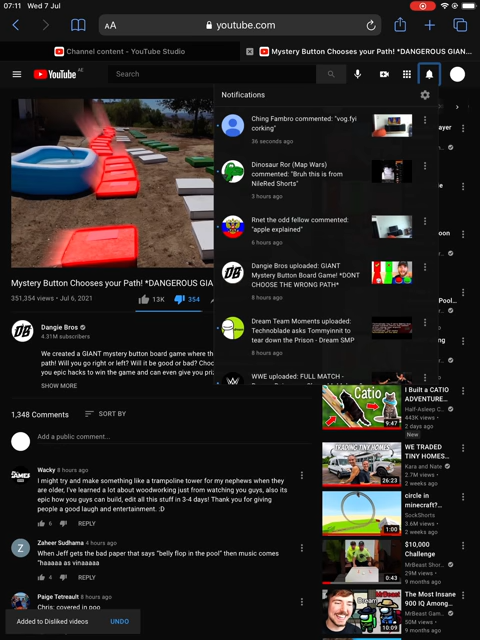 07:11 Wed 7 Jul
AA
youtube.com
Channel content - YouTube Studio
Mystery Button Chooses your Path! *DANGEROUS GIAN...
YouTube AE
Search
Notifications
Ching Fambro commented: "vog.fyi
corking"
36 seconds ago
Dinosaur Ror (Map Wars)
commented: "Bruh this is from
NileRed Shorts"
3 hours ago
Rnet the odd fellow commented:
"apple explained"
6 hours ago
Dangie Bros uploaded: GIANT
Mystery Button Board Game! *DONT
CHOOSE THE WRONG PATH*
8 hours ago
Dream Team Moments uploaded:
Technoblade asks Tommyinnit to
tear down the Prison - Dream SMP
8 hours ago
WWE uploaded: FULL MATCH -
Mystery Button Chooses your Path! *DANGEROUS GIA
351,354 views • Jul 6, 2021
13K
354
Dangie Bros
4.31M subscribers
We created a GIANT mystery button board game where th
path! Will you go right or left? Will it be good or bad? Choo
you epic hacks to win the game and can even give you priz
SHOW MORE
1,348 Comments
SORT BY
Add a public comment...
Wacky 8 hours ago
I might try and make something like a trampoline tower for my nephews when they
are older, I've learned a lot about woodworking just from watching you guys, also its
epic how you guys can build, edit all this stuff in 3-4 days! Thank you for giving
people a good laugh and entertainment. :D
6
REPLY
Z
Zaheer Sudhama 4 hours ago
When Jeff gets the bad paper that says "belly flop in the pool" then music comes
"haaaaa as vinaaaaa
4
REPLY
Paige Tetreault 8 hours ago
Chris: covered in poo
Added to Disliked videos
UNDO
ayer
oon
Pool...
Catio
9:47
I Built a CATIO
ADVENTURE...
Half-Asleep C...
443K views •
2 days ago
New
TRADING TINY HOMES
26:23
WE TRADED
TINY HOMES...
Kara and Nate
2.7M views •
2 weeks ago
1:00
circle in
minecraft?...
SockShorts
3.6M views •
2 weeks ago
0:43
$10,000
Challenge
MrBeast Shor...
29M views •
9 months ago
Dream
10:09
The Most Insane
900 IQ Among...
MrBeast Gam...
50M views •
9 months ago